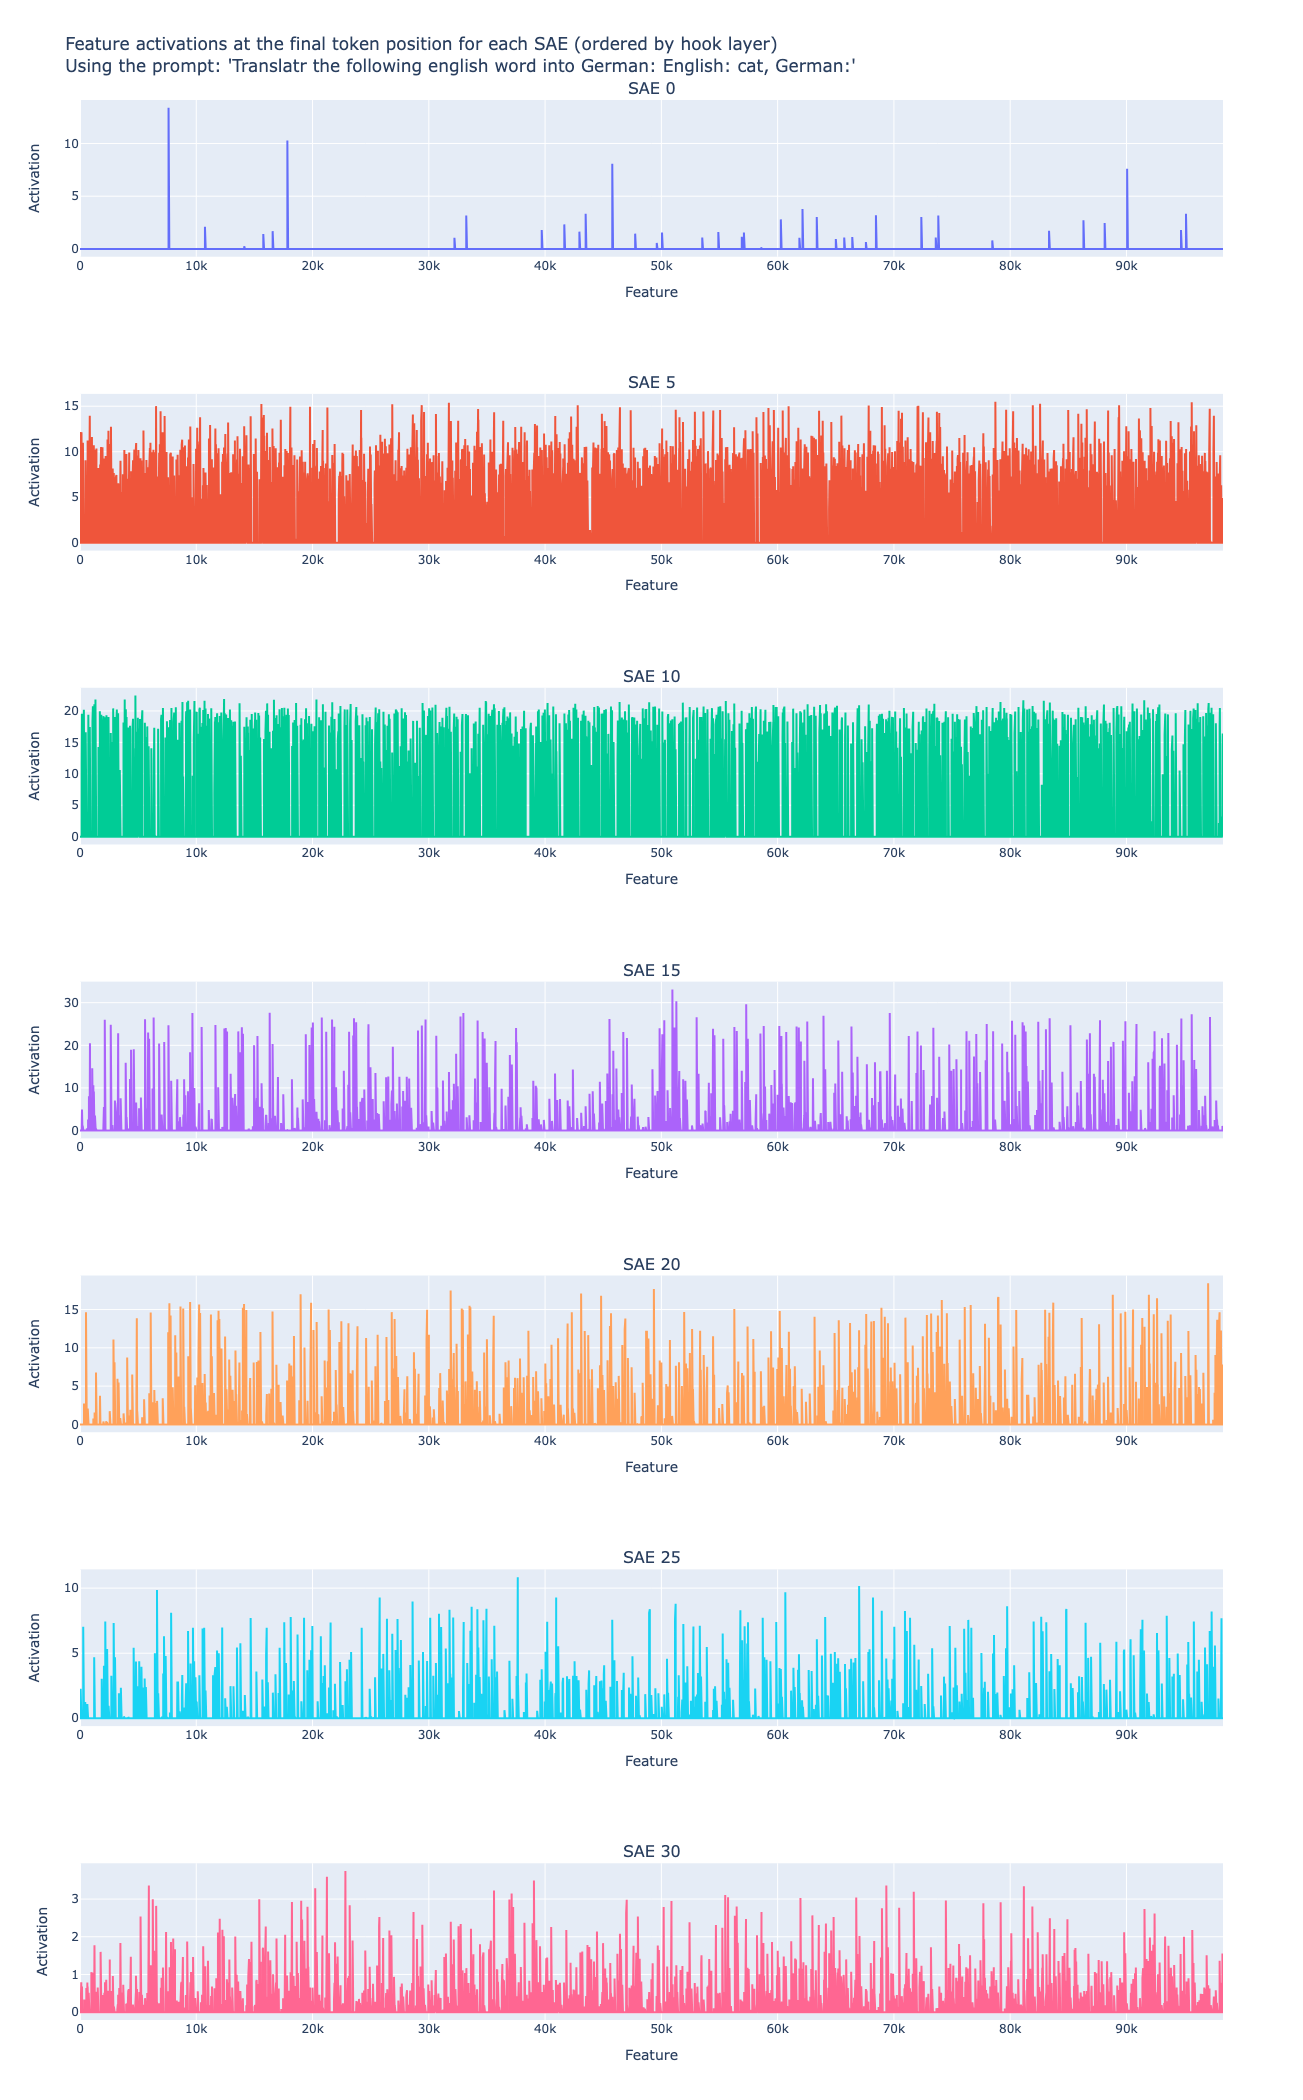 Feature activations at the final token position for each SAE (ordered by hook layer)
Using the prompt: 'Translatr the following english word into German: English: cat, German:'
SAE 0
Activation
10
5
0
0 10k 20k 30k 40k 50k 60k 70k 80k 90k
Feature
SAE 5
Activation
15
10
5
0
0 10k 20k 30k 40k 50k 60k 70k 80k 90k
Feature
SAE 10
Activation
20
15
10
5
0
0 10k 20k 30k 40k 50k 60k 70k 80k 90k
Feature
SAE 15
Activation
30
20
10
0
0 10k 20k 30k 40k 50k 60k 70k 80k 90k
Feature
SAE 20
Activation
15
10
5
0
0 10k 20k 30k 40k 50k 60k 70k 80k 90k
Feature
SAE 25
Activation
10
5
0
0 10k 20k 30k 40k 50k 60k 70k 80k 90k
Feature
SAE 30
Activation
3
2
1
0
0 10k 20k 30k 40k 50k 60k 70k 80k 90k
Feature